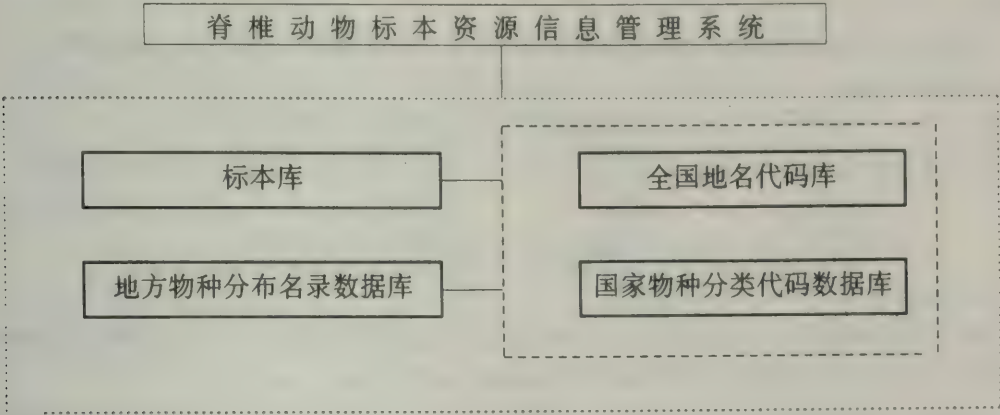 脊椎动物标本资源信息管理系统
标本库
全国地名代码库
地方物种分布名录数据库
国家物种分类代码数据库